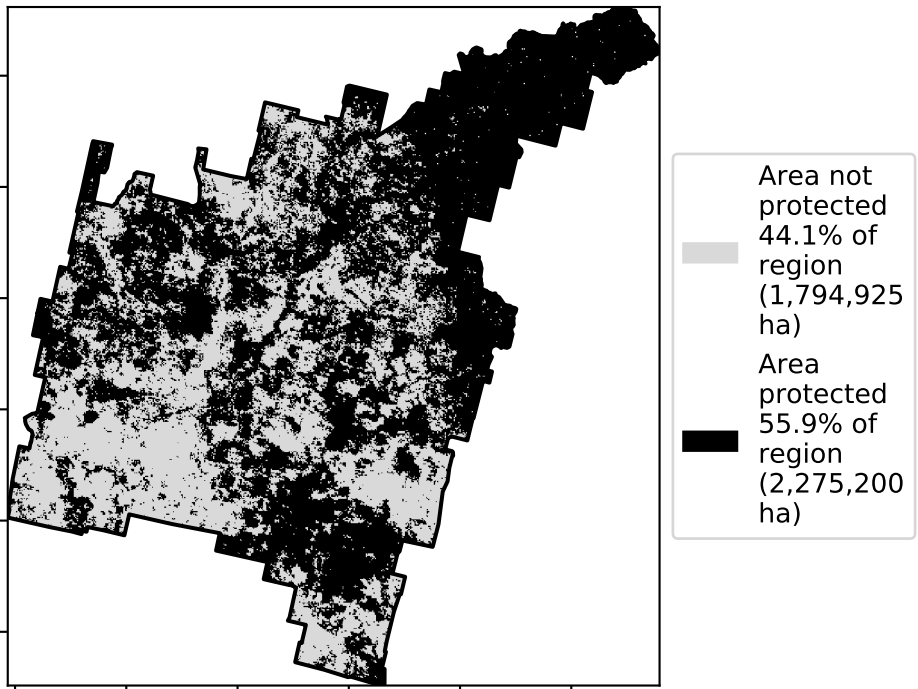 Area not
protected
44.1% of
region
(1,794,925
ha)
Area
protected
55.9% of
region
(2,275,200
ha)